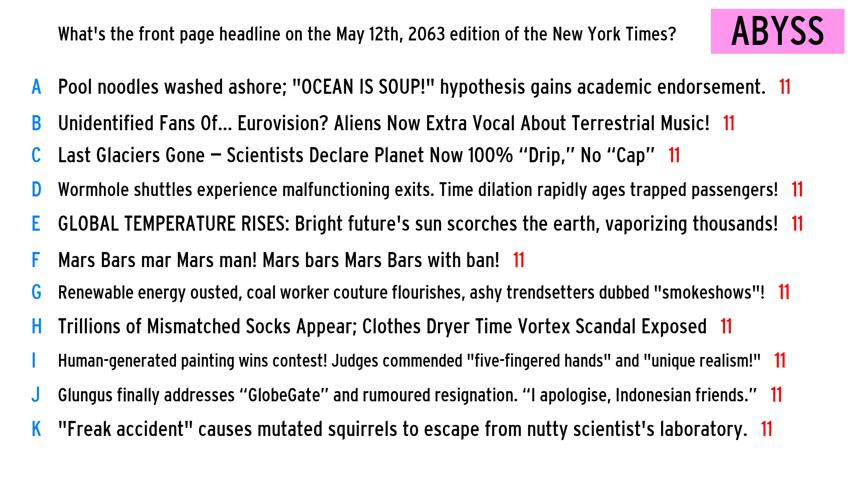 What's the front page headline on the May 12th, 2063 edition of the New York Times? ABYSS
A Pool noodles washed ashore; "OCEAN IS SOUP!" hypothesis gains academic endorsement. 11
B Unidentified Fans Of... Eurovision? Aliens Now Extra Vocal About Terrestrial Music! 11
C Last Glaciers Gone – Scientists Declare Planet Now 100% “Drip,” No “Cap” 11
D Wormhole shuttles experience malfunctioning exits. Time dilation rapidly ages trapped passengers! 11
E GLOBAL TEMPERATURE RISES: Bright future's sun scorches the earth, vaporizing thousands! 11
F Mars Bars mar Mars man! Mars bars Mars Bars with ban! 11
G Renewable energy ousted, coal worker couture flourishes, ashy trendsetters dubbed "smokeshows"! 11
H Trillions of Mismatched Socks Appear; Clothes Dryer Time Vortex Scandal Exposed 11
I Human-generated painting wins contest! Judges commended "five-fingered hands" and "unique realism!" 11
J Glungus finally addresses “GlobeGate” and rumoured resignation. “I apologise, Indonesian friends.” 11
K "Freak accident" causes mutated squirrels to escape from nutty scientist's laboratory. 11